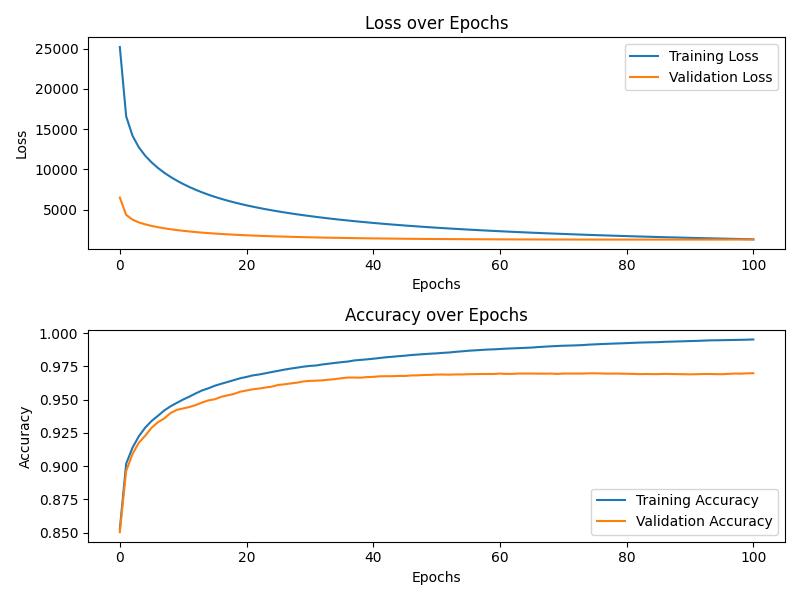 Loss over Epochs
25000
20000
15000
10000
5000
Loss
Training Loss
Validation Loss
0 20 40 60 80 100
Epochs
Accuracy over Epochs
1.000
0.975
0.950
0.925
0.900
0.875
0.850
Accuracy
Training Accuracy
Validation Accuracy
0 20 40 60 80 100
Epochs